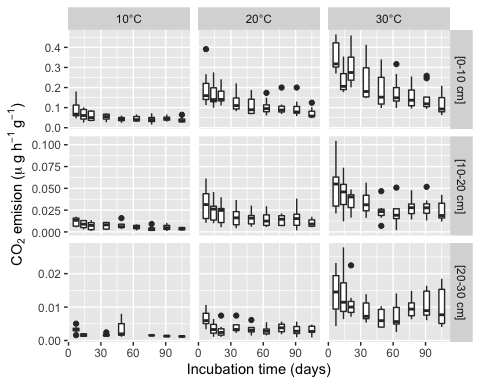 10°C 20°C 30°C
0.4
0.3
0.2
0.1
0.0
[0-10 cm]
0.100
0.075
0.050
0.025
0.000
[10-20 cm]
0.02
0.01
0.00
[20-30 cm]
0 30 60 90 0 30 60 90 0 30 60 90
Incubation time (days)
CO₂ emision (μ g h⁻¹ g⁻¹)